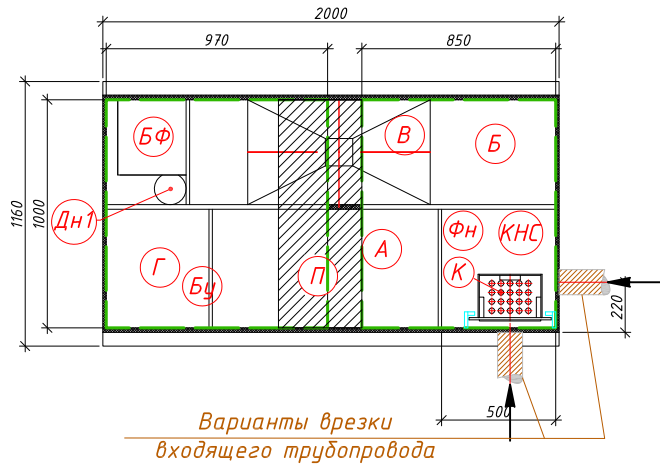 2000
970
850
1160
1000
БФ
В
Б
Дн1
Г
Бу
П
А
Фн
КНС
К
220
500
Варианты врезки
входящего трубопровода